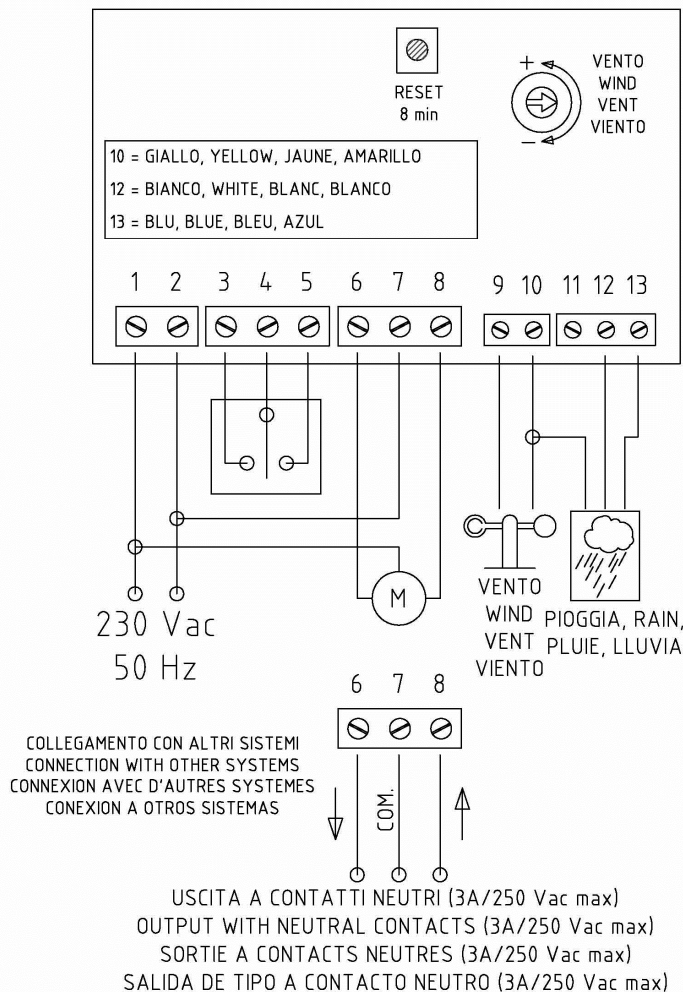 RESET
8 min
+
−
VENTO
WIND
VENT
VIENTO
10 = GIALLO, YELLOW, JAUNE, AMARILLO
12 = BIANCO, WHITE, BLANC, BLANCO
13 = BLU, BLUE, BLEU, AZUL
1 2 3 4 5 6 7 8 9 10 11 12 13
M
230 Vac
50 Hz
VENTO
WIND
VENT
VIENTO
PIOGGIA, RAIN,
PLUIE, LLUVIA
6 7 8
COLLEGAMENTO CON ALTRI SISTEMI
CONNECTION WITH OTHER SYSTEMS
CONNEXION AVEC D'AUTRES SYSTEMES
CONEXION A OTROS SISTEMAS
COM.
USCITA A CONTATTI NEUTRI (3A/250 Vac max)
OUTPUT WITH NEUTRAL CONTACTS (3A/250 Vac max)
SORTIE A CONTACTS NEUTRES (3A/250 Vac max)
SALIDA DE TIPO A CONTACTO NEUTRO (3A/250 Vac max)